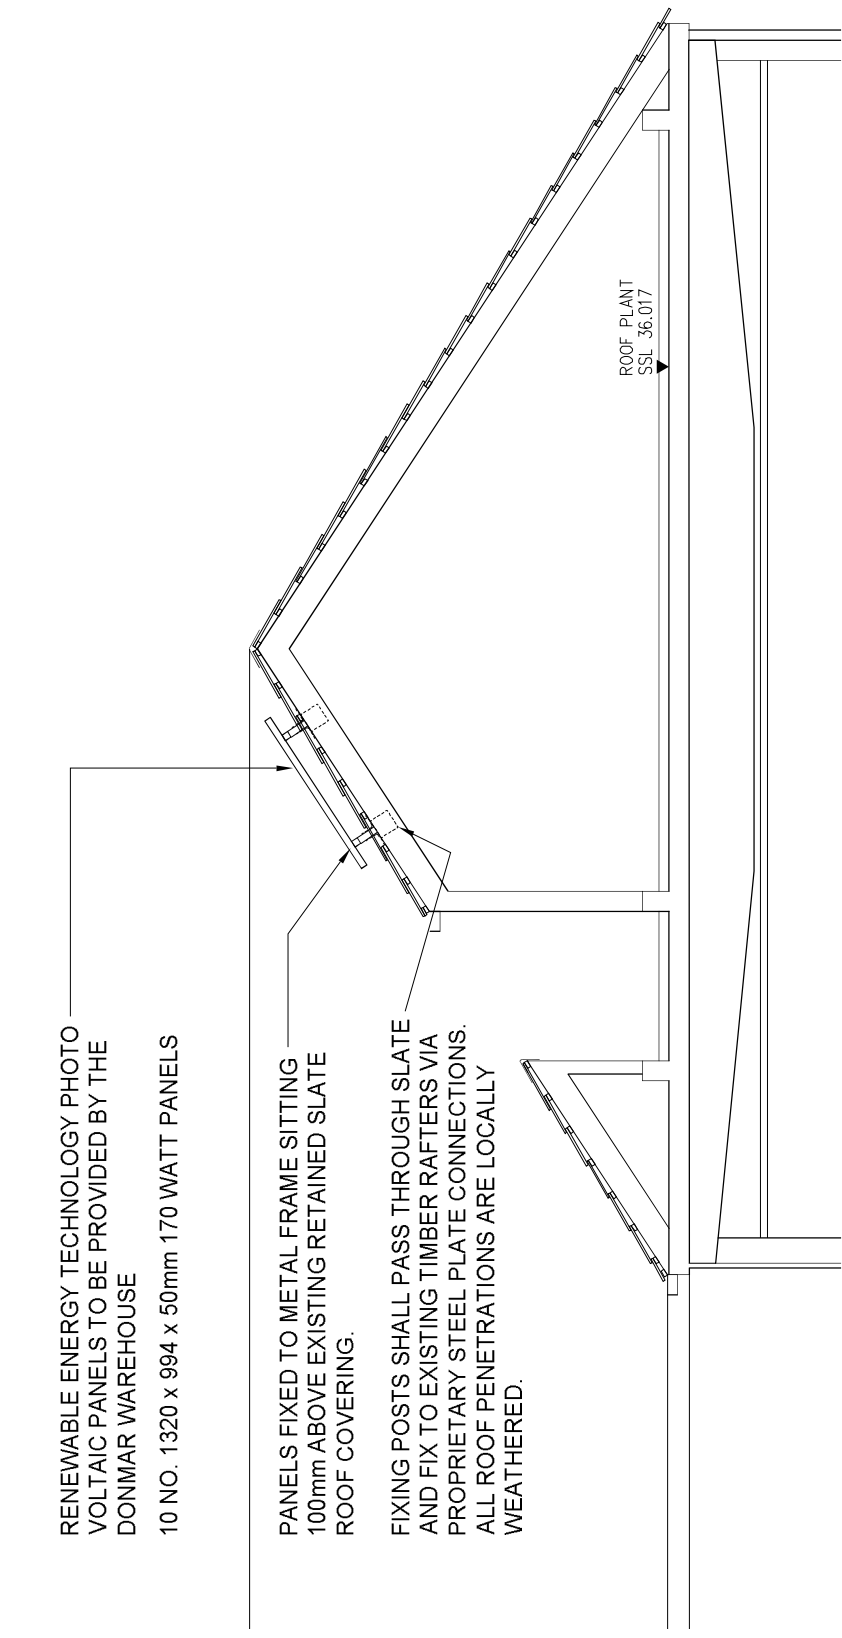 RENEWABLE ENERGY TECHNOLOGY PHOTO
VOLTAIC PANELS TO BE PROVIDED BY THE
DONMAR WAREHOUSE
10 NO. 1320 x 994 x 50mm 170 WATT PANELS
PANELS FIXED TO METAL FRAME SITTING
100mm ABOVE EXISTING RETAINED SLATE
ROOF COVERING.
FIXING POSTS SHALL PASS THROUGH SLATE
AND FIX TO EXISTING TIMBER RAFTERS VIA
PROPRIETARY STEEL PLATE CONNECTIONS.
ALL ROOF PENETRATIONS ARE LOCALLY
WEATHERED.
ROOF PLANT
SSL 36.017